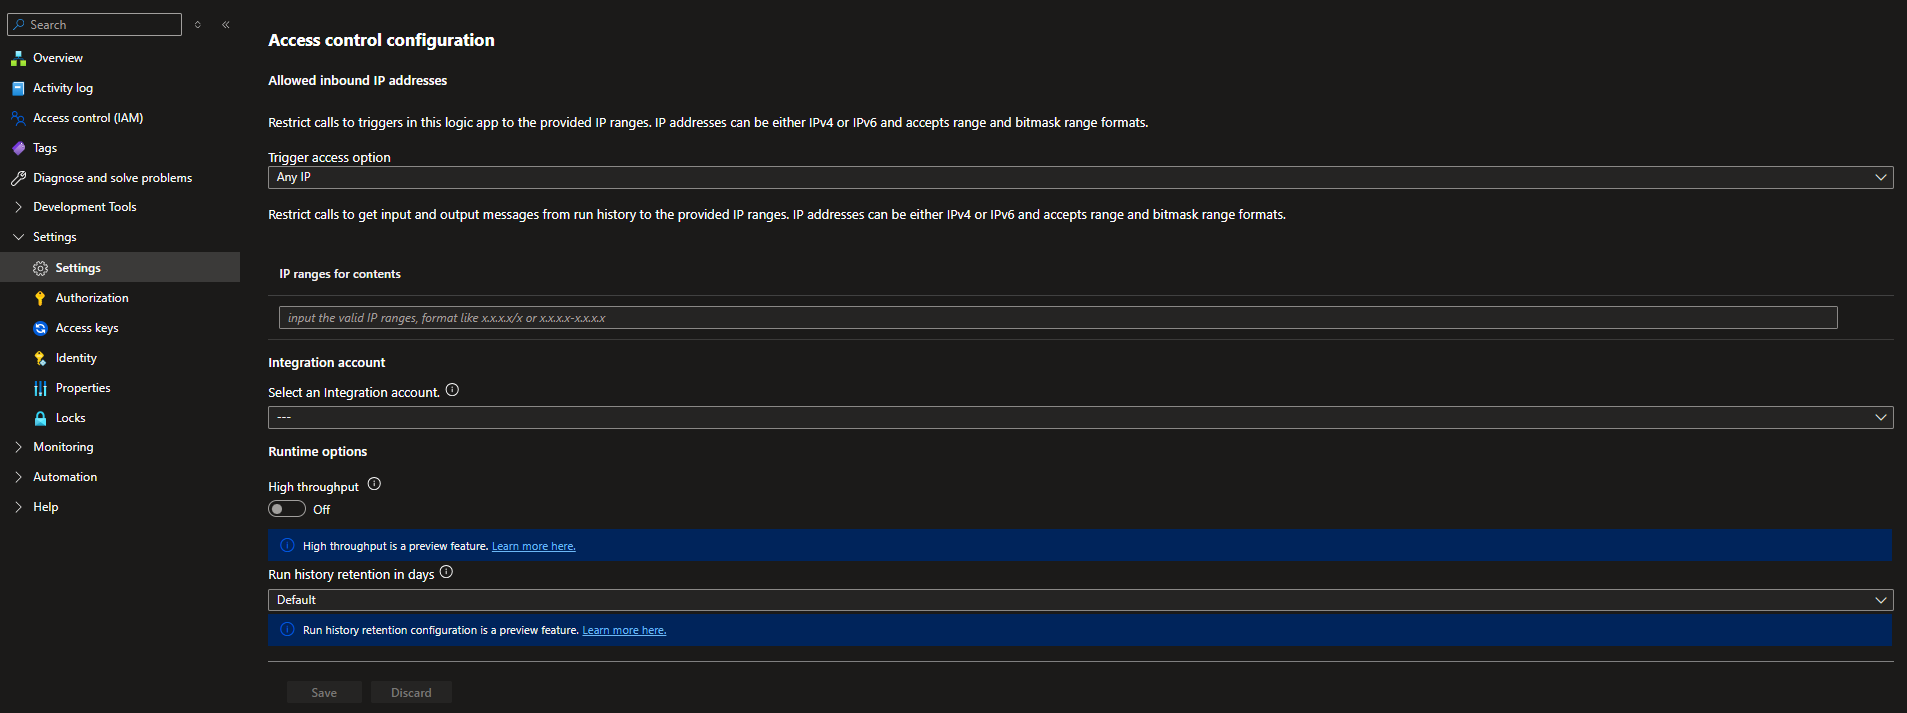 Search
Overview
Activity log
Access control (IAM)
Tags
Diagnose and solve problems
Development Tools
Settings
Settings
Authorization
Access keys
Identity
Properties
Locks
Monitoring
Automation
Help
Access control configuration
Allowed inbound IP addresses
Restrict calls to triggers in this logic app to the provided IP ranges. IP addresses can be either IPv4 or IPv6 and accepts range and bitmask range formats.
Trigger access option
Any IP
Restrict calls to get input and output messages from run history to the provided IP ranges. IP addresses can be either IPv4 or IPv6 and accepts range and bitmask range formats.
IP ranges for contents
input the valid IP ranges, format like x.x.x.x/x or x.x.x.x-x.x.x.x
Integration account
Select an Integration account.
---
Runtime options
High throughput
Off
High throughput is a preview feature. Learn more here.
Run history retention in days
Default
Run history retention configuration is a preview feature. Learn more here.
Save Discard